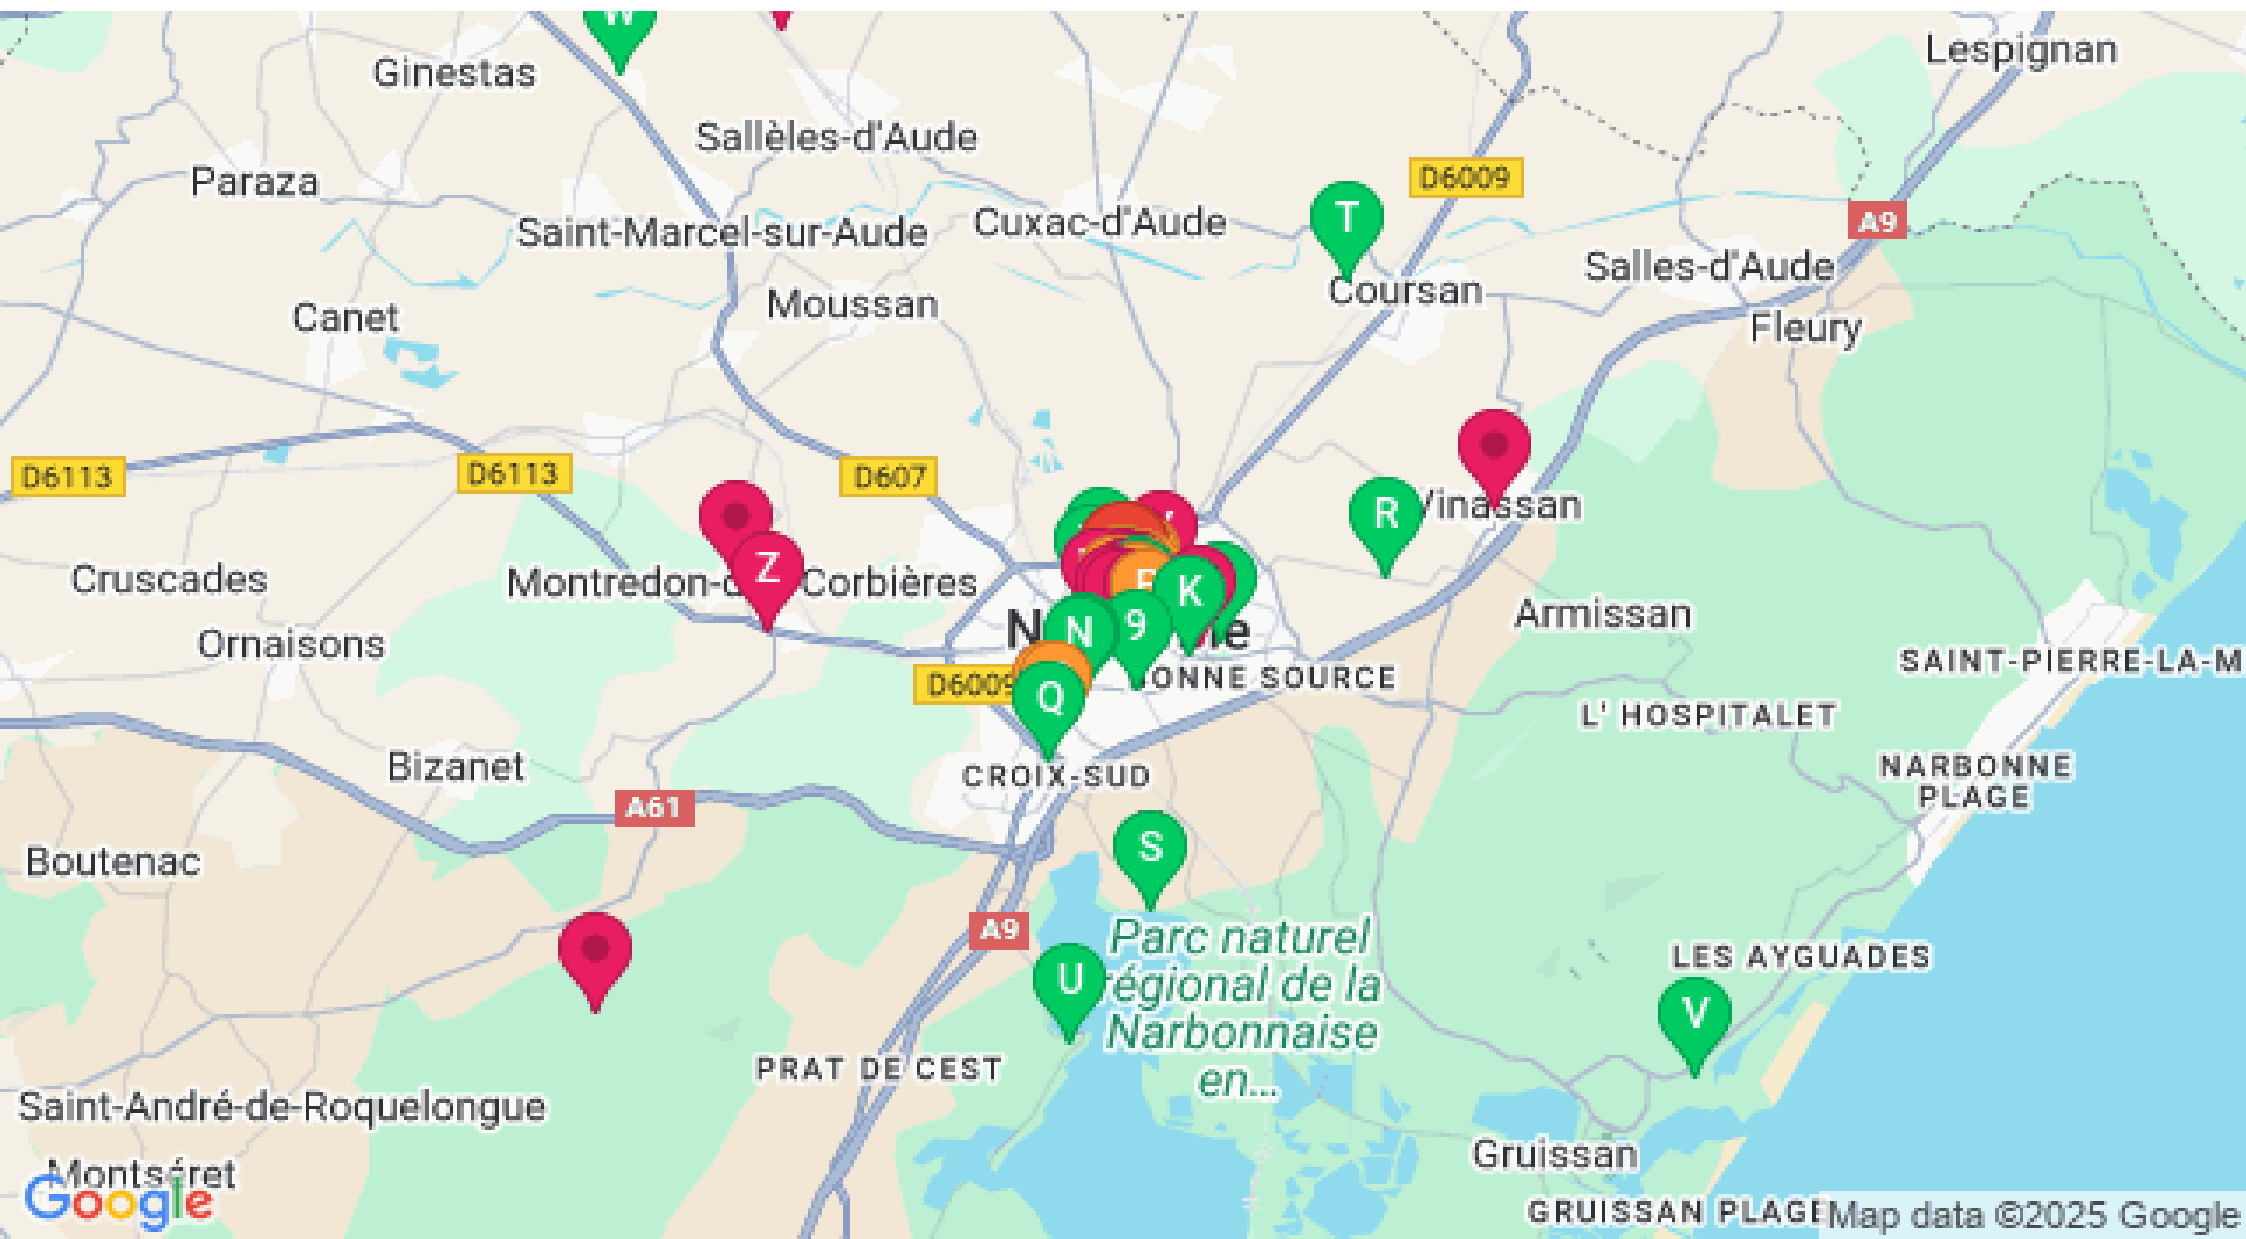 W
Lespignan
Ginestas
Sallèles-d'Aude
D6009
Paraza
T
A9
Cuxac-d'Aude
Saint-Marcel-sur-Aude
Salles-d'Aude
Coursan
Moussan
Canet
Fleury
D6113
D6113
D607
R
Vinassan
Z
Cruscades
Montredon-d
Corbières
K
Armissan
Ornaisons
N
9
SAINT-PIERRE-LA-M
D6009
BONNE SOURCE
Q
L' HOSPITALET
Bizanet
CROIX-SUD
NARBONNE
PLAGE
A61
S
Boutenac
A9
Parc naturel
régional de la
Narbonnaise
en...
LES AYGUADES
U
V
PRAT DE CEST
Saint-André-de-Roquelongue
Gruissan
Montséret
Google
GRUISSAN PLAGE
Map data ©2025 Google